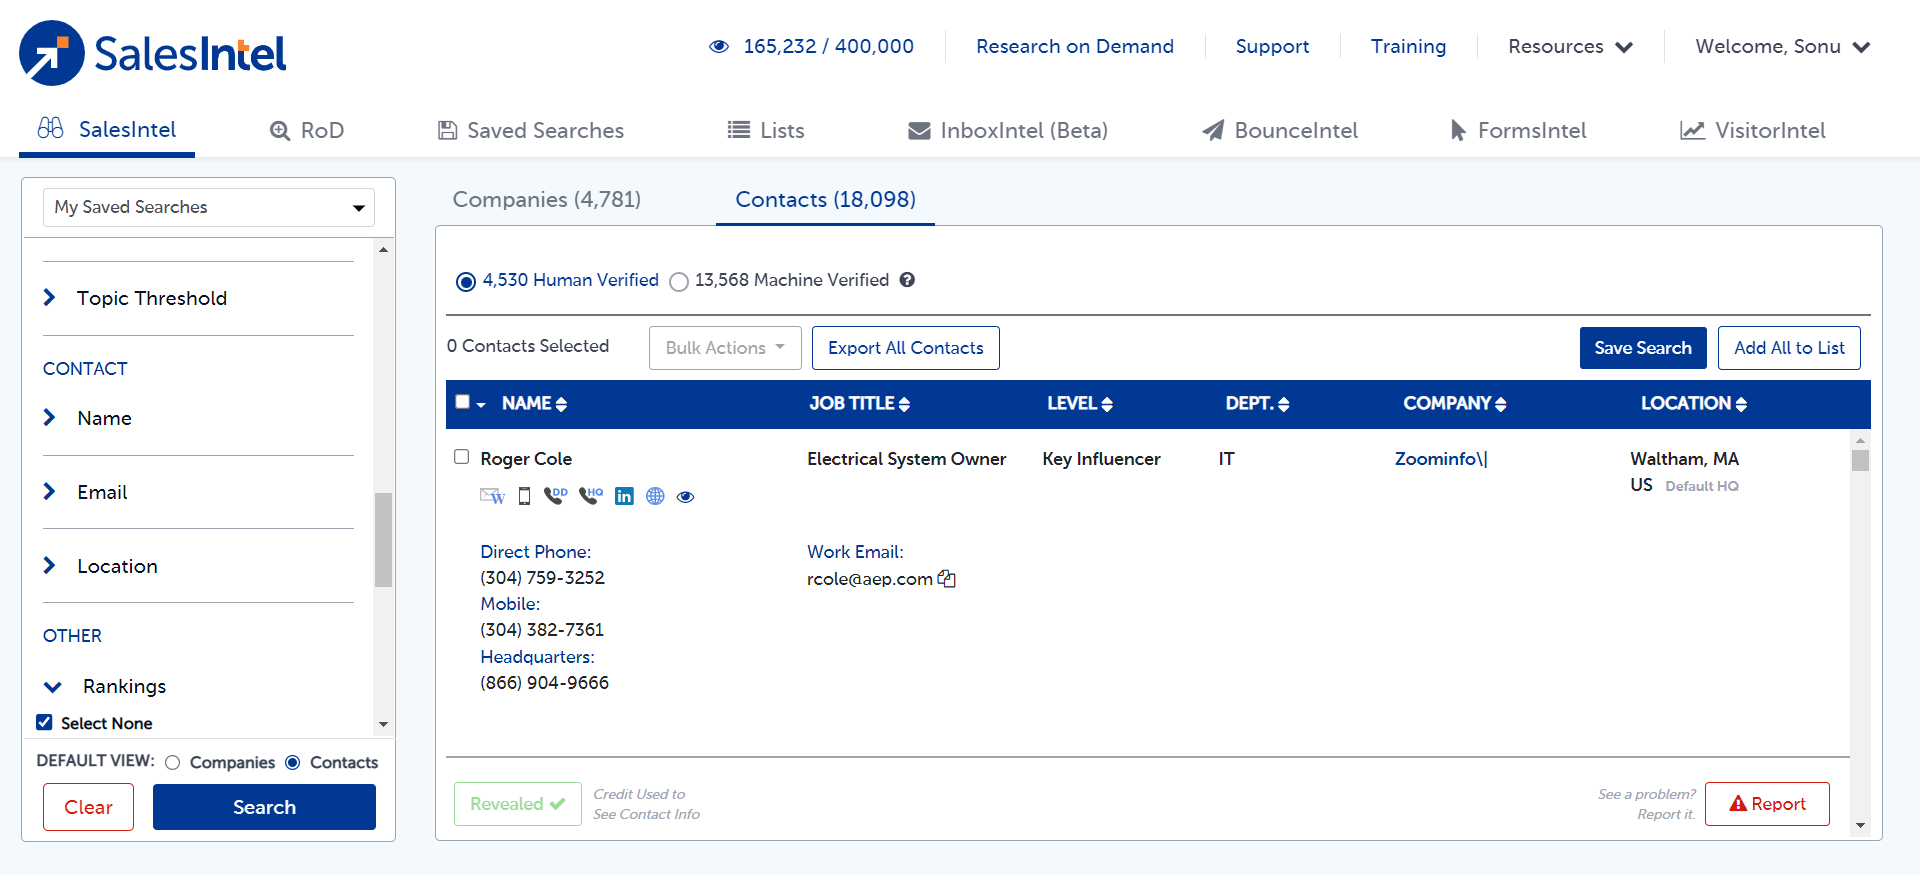 SalesIntel
165,232 / 400,000
Research on Demand
Support
Training
Resources
Welcome, Sonu
SalesIntel
RoD
Saved Searches
Lists
InboxIntel (Beta)
BounceIntel
FormsIntel
VisitorIntel
My Saved Searches
Topic Threshold
CONTACT
Name
Email
Location
OTHER
Rankings
Select None
DEFAULT VIEW: Companies Contacts
Clear
Search
Companies (4,781)
Contacts (18,098)
4,530 Human Verified
13,568 Machine Verified ?
0 Contacts Selected
Bulk Actions
Export All Contacts
Save Search
Add All to List
NAME
JOB TITLE
LEVEL
DEPT.
COMPANY
LOCATION
Roger Cole
Electrical System Owner
Key Influencer
IT
Zoominfo\|
Waltham, MA
US Default HQ
W
DD
HQ
in
Direct Phone:
(304) 759-3252
Mobile:
(304) 382-7361
Headquarters:
(866) 904-9666
Work Email:
rcole@aep.com
Revealed
Credit Used to
See Contact Info
See a problem?
Report it.
Report